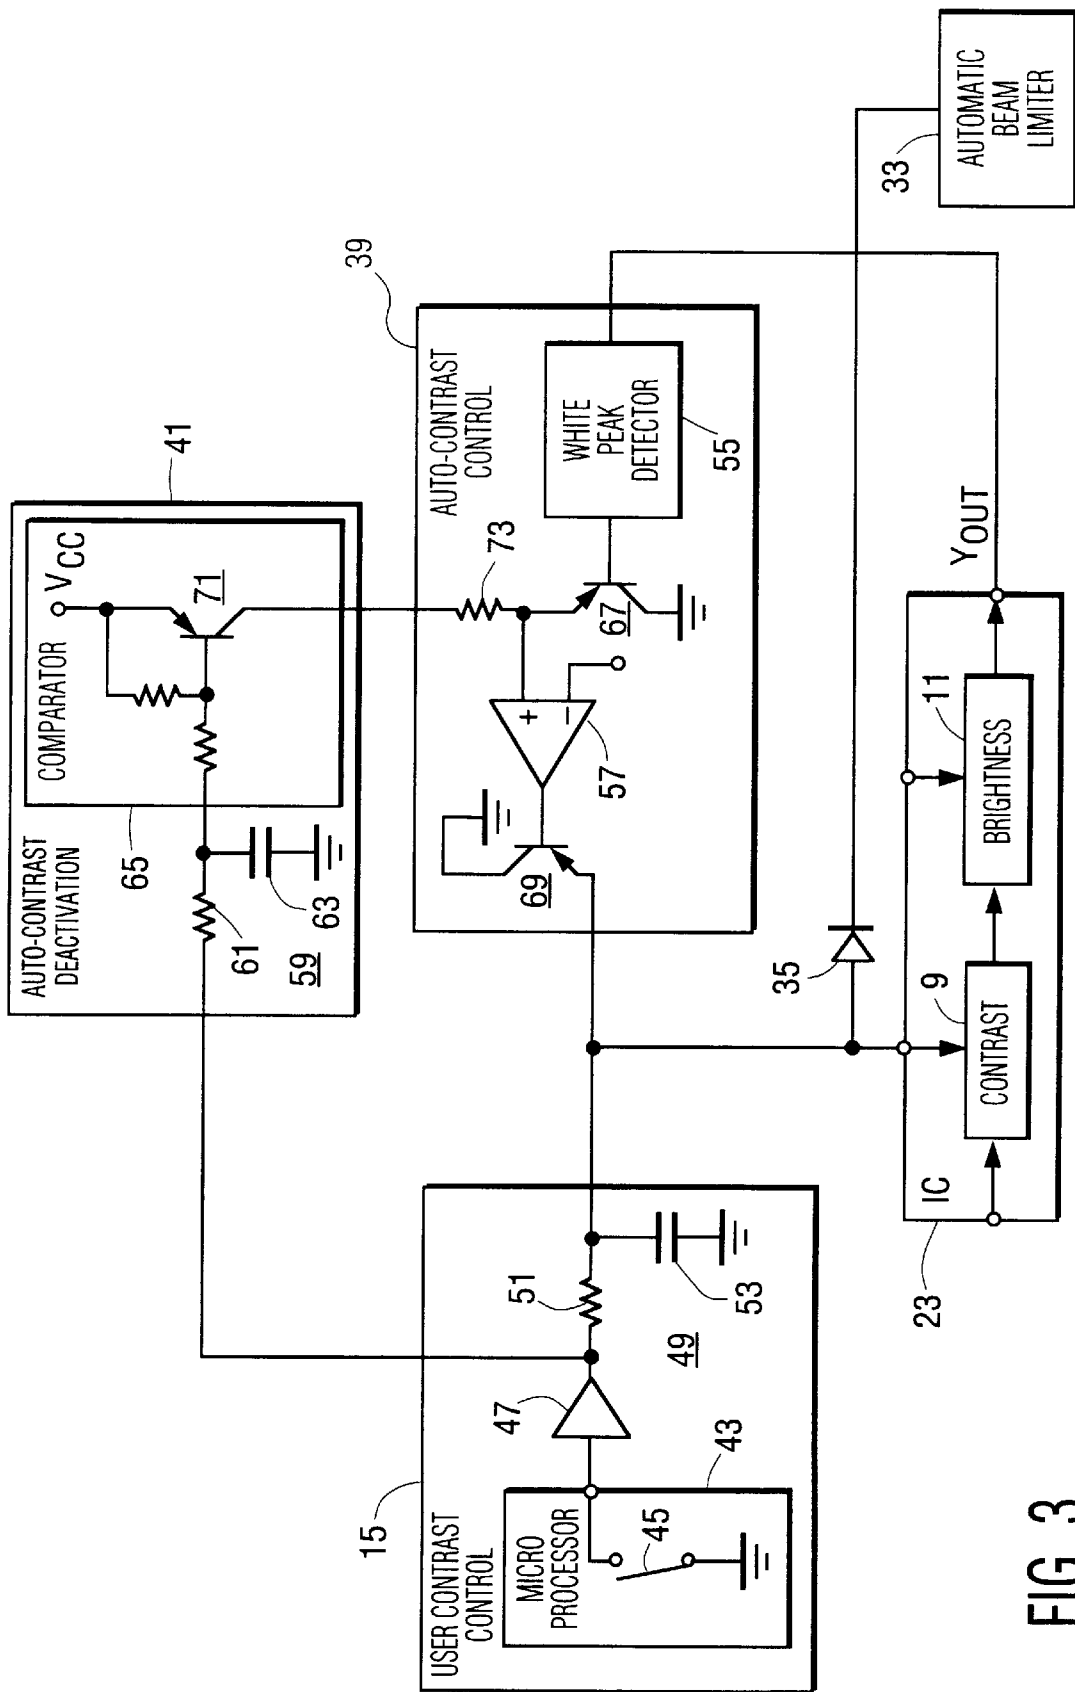 AUTO-CONTRAST
DEACTIVATION
41
COMPARATOR
VCC
71
65
61
63
59
39
AUTO-CONTRAST
CONTROL
73
WHITE
PEAK
DETECTOR
55
67
+
−
57
69
15
USER CONTRAST
CONTROL
MICRO
PROCESSOR
45
43
47
51
49
53
35
33
AUTOMATIC
BEAM
LIMITER
23
IC
9
CONTRAST
11
BRIGHTNESS
YOUT
FIG. 3